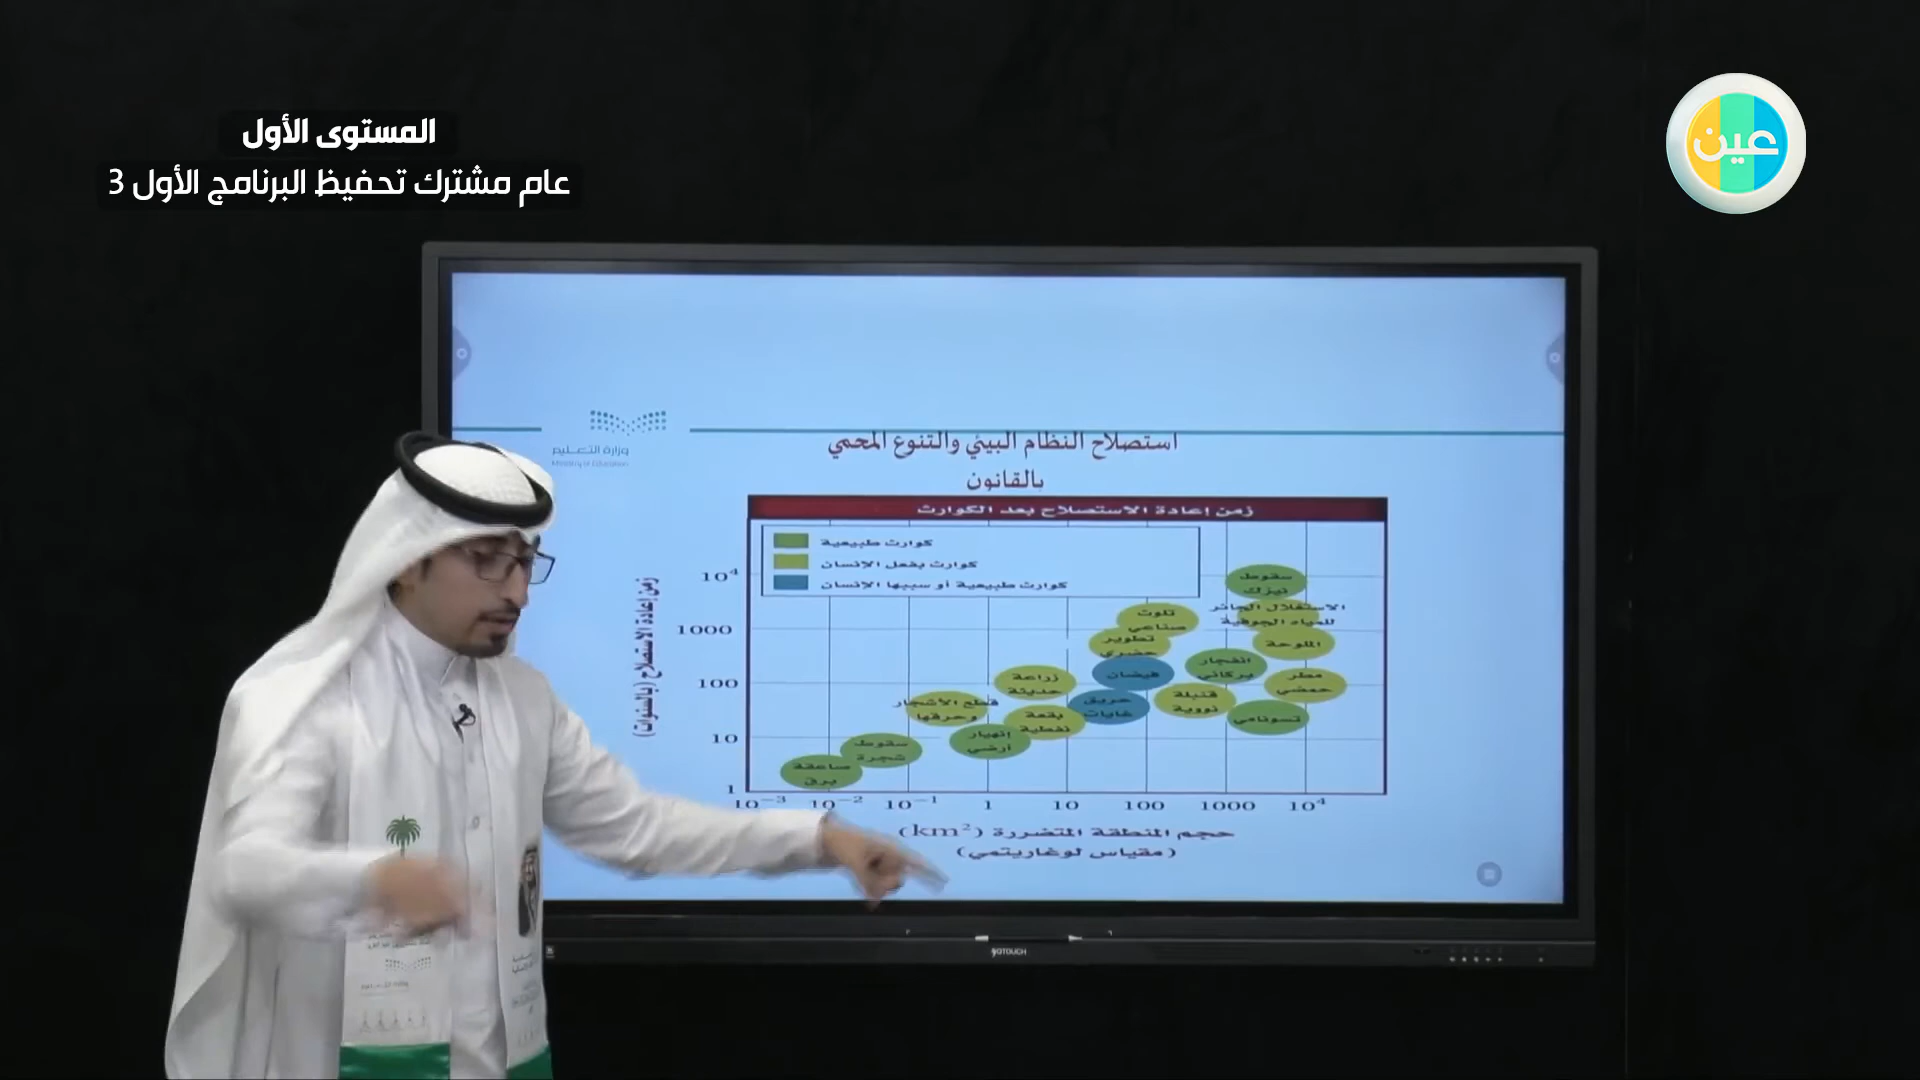 المستوى الأول
عام مشترك تحفيظ البرنامج الأول 3
عين
وزارة التعليم
Ministry of Education
استصلاح النظام البيئي والتنوع المحمي
بالقانون
زمن إعادة الاستصلاح بعد الكوارث
كوارث طبيعية
كوارث بفعل الإنسان
كوارث طبيعية أو سببها الإنسان
زمن إعادة الاستصلاح (بالسنوات)
10⁴
1000
100
10
1
سقوط
نيزك
الاستغلال الجائر
للمياه الجوفية
الملوحة
تلوث
صناعي
تطوير
حضري
فيضان
انفجار
بركاني
مطر
حمضي
زراعة
حديثة
حريق
غابات
قنبلة
نووية
تسونامي
قطع الأشجار
وحرقها
بقعة
نفطية
إنهيار
أرضي
سقوط
شجرة
صاعقة
برق
10⁻³ 10⁻² 10⁻¹ 1 10 100 1000 10⁴
حجم المنطقة المتضررة (km²)
(مقياس لوغاريتمي)